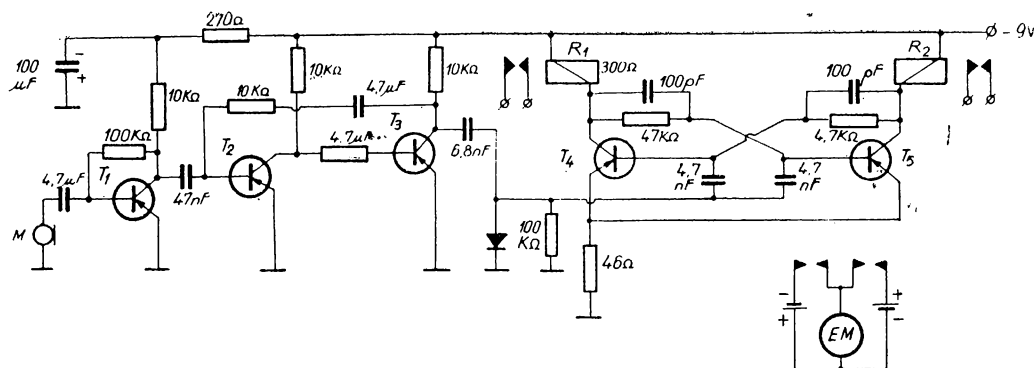 270Ω
Ø - 9V
100 μF
-
+
10KΩ
10KΩ
10KΩ
R1
300Ω
R2
100pF
100 pF
10KΩ
4,7μF
100KΩ
47KΩ
4,7KΩ
T1
T2
4,7μ
T3
6,8nF
T4
T5
4,7μF
47nF
4,7 nF
4,7 nF
M
100 KΩ
46Ω
-
+
EM
+
-